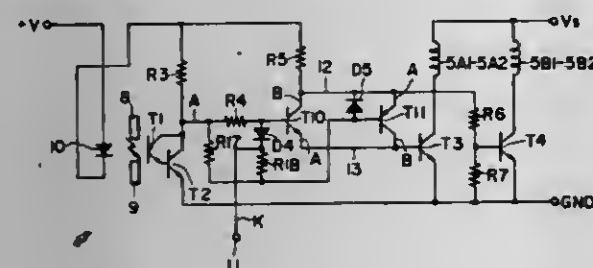 +V
Vs
R5
12
D5
A
5A1-5A2
5B1-5B2
R3
B
8
A
R4
T10
T11
R6
T1
10
R17
D4
A
B
T3
T4
R18
13
R7
9
T2
K
GND
11